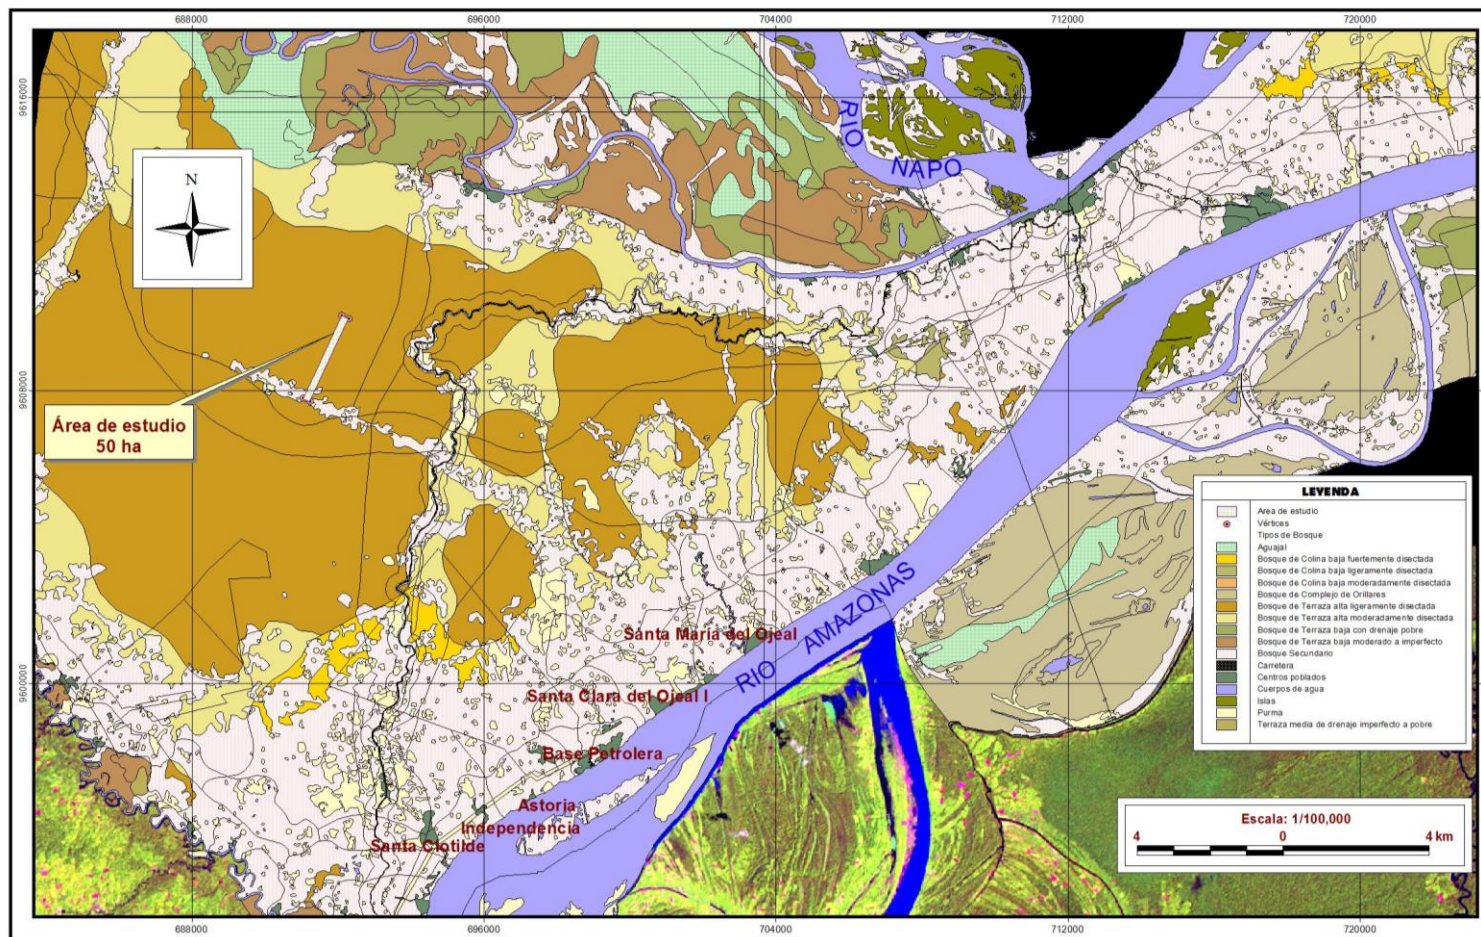 688000
696000
704000
712000
720000
9616000
9608000
9600000
N
RIO
NAPO
Área de estudio
50 ha
RIO AMAZONAS
Santa María del Ojeal
Santa Clara del Ojeal I
Base Petrolera
Astoria
Independencia
Santa Clotilde
LEYENDA
Area de estudio
Vértices
Tipos de Bosque
Aguajal
Bosque de Colina baja fuertemente disectada
Bosque de Colina baja ligeramente disectada
Bosque de Colina baja moderadamente disectada
Bosque de Complejo de Orillares
Bosque de Terraza alta ligeramente disectada
Bosque de Terraza alta moderadamente disectada
Bosque de Terraza baja con drenaje pobre
Bosque de Terraza baja moderado a imperfecto
Bosque Secundario
Carretera
Centros poblados
Cuerpos de agua
Islas
Purma
Terraza media de drenaje imperfecto a pobre
Escala: 1/100,000
4 0 4 km
9616000
9608000
9600000
688000
696000
704000
712000
720000